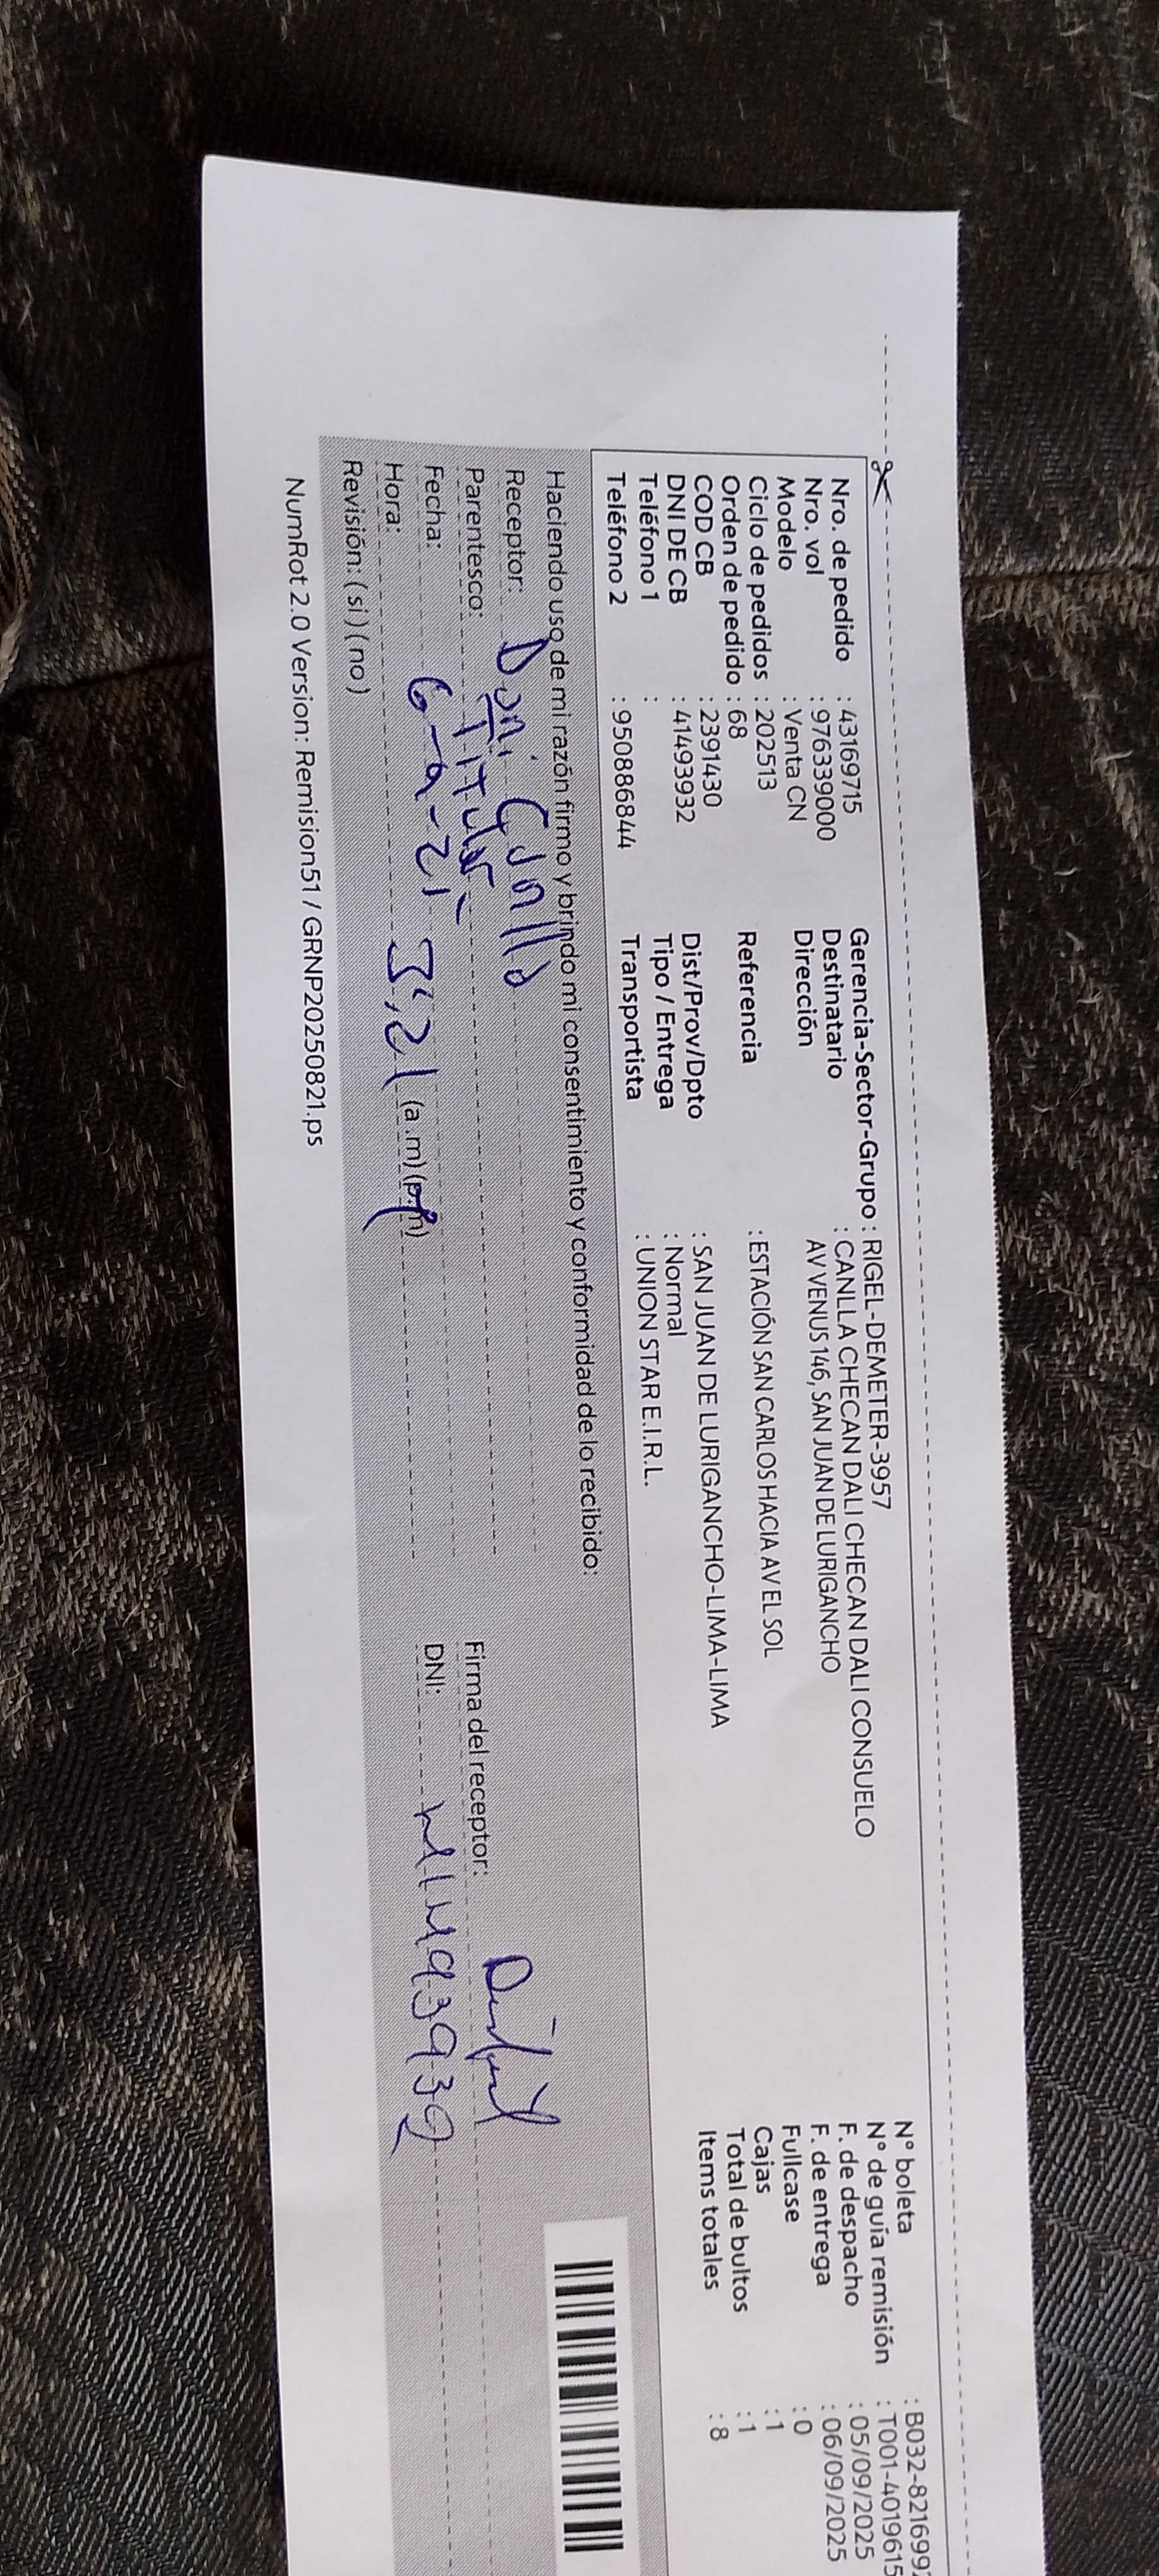 Nro. de pedido : 43169715
Nro. vol : 976339000
Modelo : Venta CN
Ciclo de pedidos : 202513
Orden de pedido : 68
COD CB : 2391430
DNI DE CB : 41493932
Teléfono 1 :
Teléfono 2 : 950886844
Gerencia-Sector-Grupo : RIGEL-DEMETER-3957
Destinatario : CANLLA CHECAN DALI CHECAN DALI CONSUELO
Dirección AV VENUS 146, SAN JUAN DE LURIGANCHO
Referencia : ESTACIÓN SAN CARLOS HACIA AV EL SOL
Dist/Prov/Dpto : SAN JUAN DE LURIGANCHO-LIMA-LIMA
Tipo / Entrega : Normal
Transportista : UNION STAR E.I.R.L.
N° boleta : B032-8216992
N° de guía remisión : T001-4019615
F. de despacho : 05/09/2025
F. de entrega : 06/09/2025
Fullcase : 0
Cajas : 1
Total de bultos : 1
Items totales : 8
Haciendo uso de mi razón firmo y brindo mi consentimiento y conformidad de lo recibido:
Receptor:
Parentesco: Titular
Fecha: 6-9-25
Hora: 3:21 (a.m) (p.m)
Revisión: ( si ) ( no )
Firma del receptor:
DNI: 41493932
NumRot 2.0 Version: Remision51 / GRNP20250821.ps